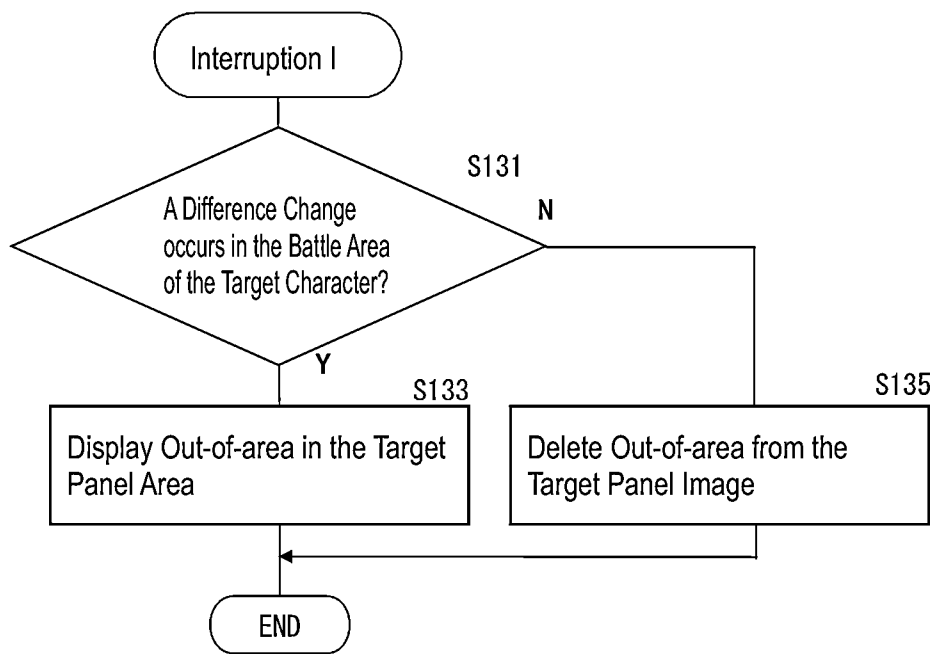 Interruption I
S131
A Difference Change
occurs in the Battle Area
of the Target Character?
N
Y
S133
Display Out-of-area in the Target
Panel Area
S135
Delete Out-of-area from the
Target Panel Image
END